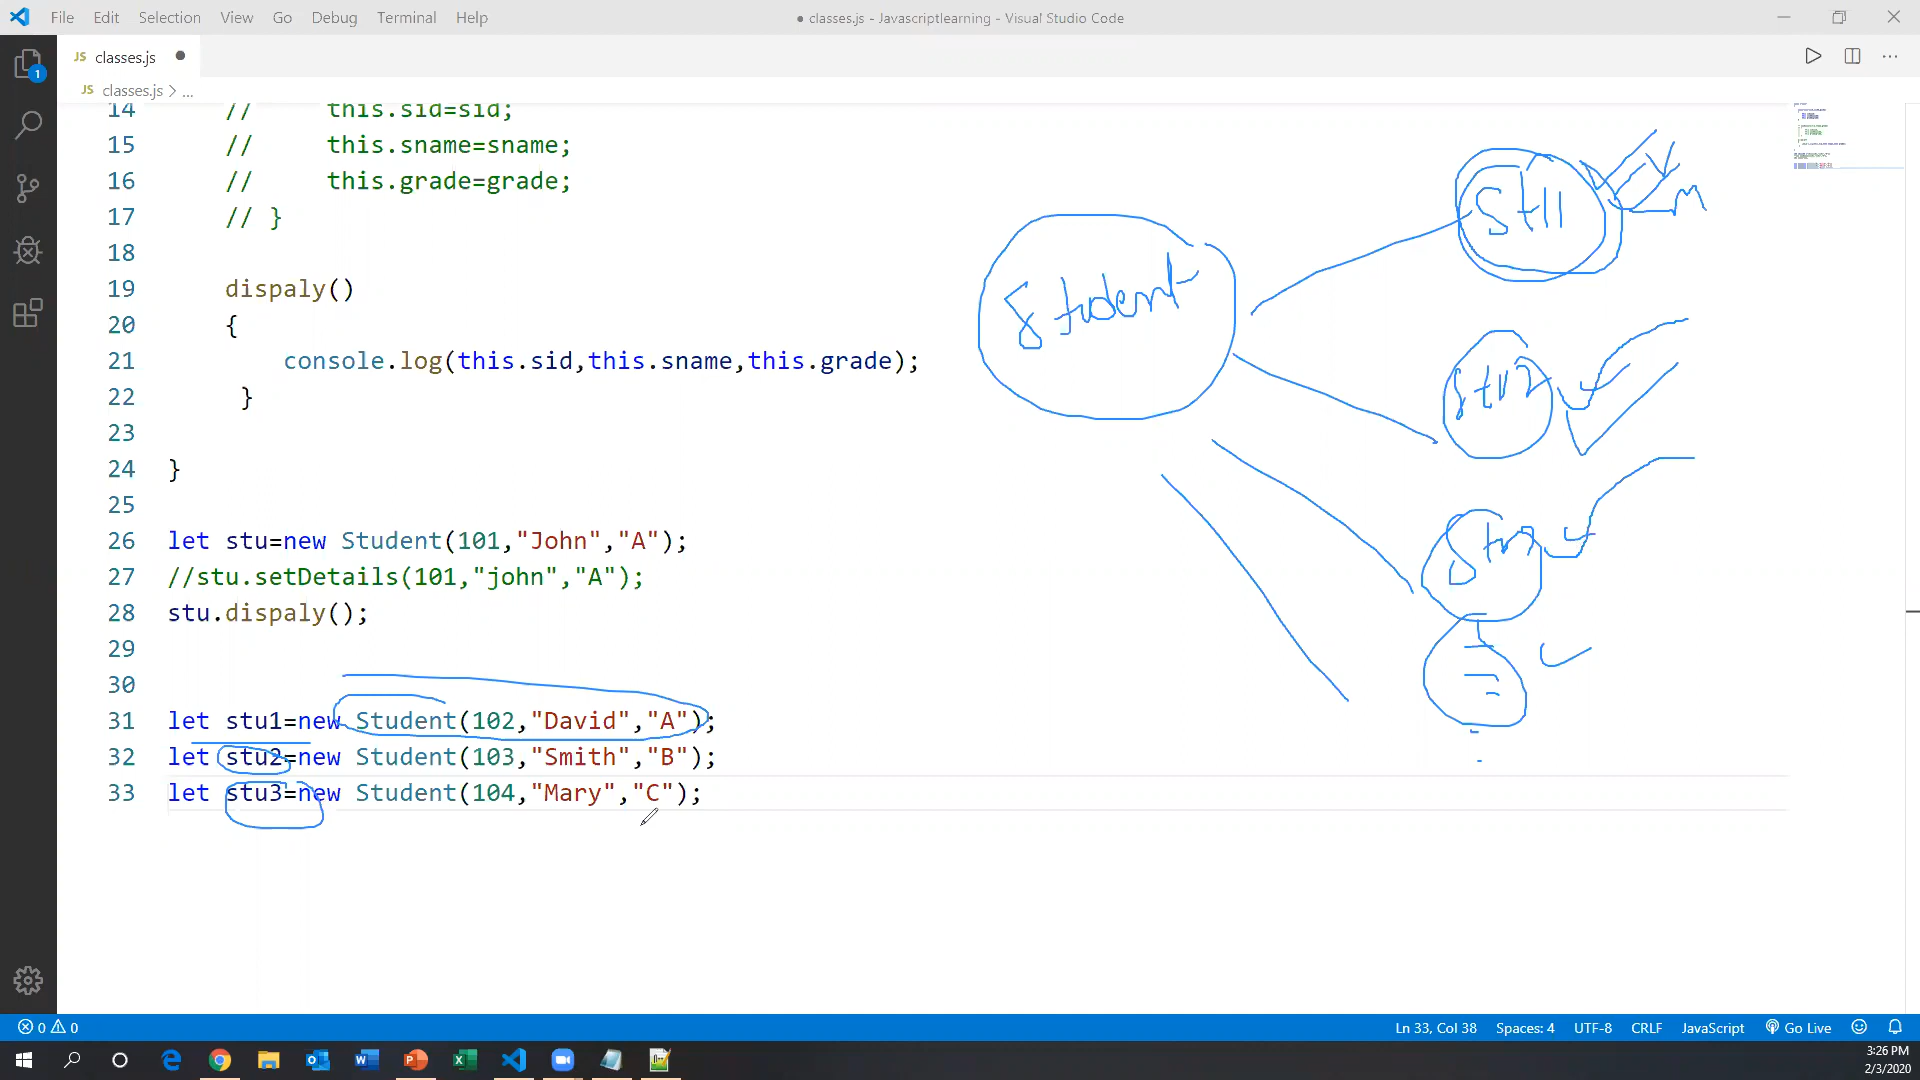 File Edit Selection View Go Debug Terminal Help
● classes.js - Javascriptlearning - Visual Studio Code
JS classes.js ●
JS classes.js > ...
14 // this.sid=sid;
15 // this.sname=sname;
16 // this.grade=grade;
17 // }
18
19 dispaly()
20 {
21 console.log(this.sid,this.sname,this.grade);
22 }
23
24 }
25
26 let stu=new Student(101,"John","A");
27 //stu.setDetails(101,"john","A");
28 stu.dispaly();
29
30
31 let stu1=new Student(102,"David","A");
32 let stu2=new Student(103,"Smith","B");
33 let stu3=new Student(104,"Mary","C");
Student
1
0 0
Ln 33, Col 38 Spaces: 4 UTF-8 CRLF JavaScript Go Live
3:26 PM
2/3/2020